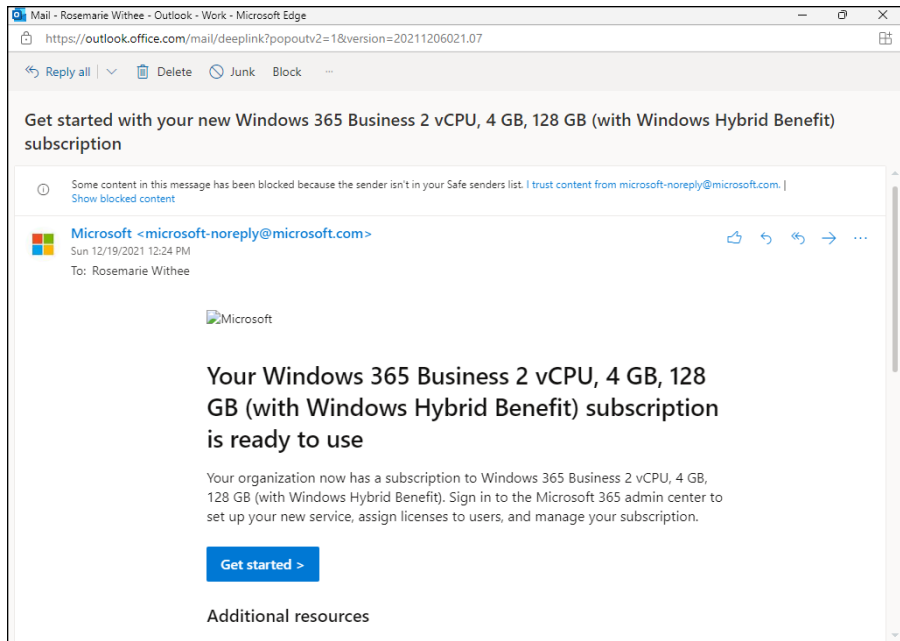 Mail - Rosemarie Withee - Outlook - Work - Microsoft Edge
https://outlook.office.com/mail/deeplink?popoutv2=1&version=20211206021.07
Reply all Delete Junk Block ...
Get started with your new Windows 365 Business 2 vCPU, 4 GB, 128 GB (with Windows Hybrid Benefit)
subscription
Some content in this message has been blocked because the sender isn't in your Safe senders list. I trust content from microsoft-noreply@microsoft.com. |
Show blocked content
Microsoft <microsoft-noreply@microsoft.com>
Sun 12/19/2021 12:24 PM
To: Rosemarie Withee
Microsoft
Your Windows 365 Business 2 vCPU, 4 GB, 128
GB (with Windows Hybrid Benefit) subscription
is ready to use
Your organization now has a subscription to Windows 365 Business 2 vCPU, 4 GB,
128 GB (with Windows Hybrid Benefit). Sign in to the Microsoft 365 admin center to
set up your new service, assign licenses to users, and manage your subscription.
Get started >
Additional resources